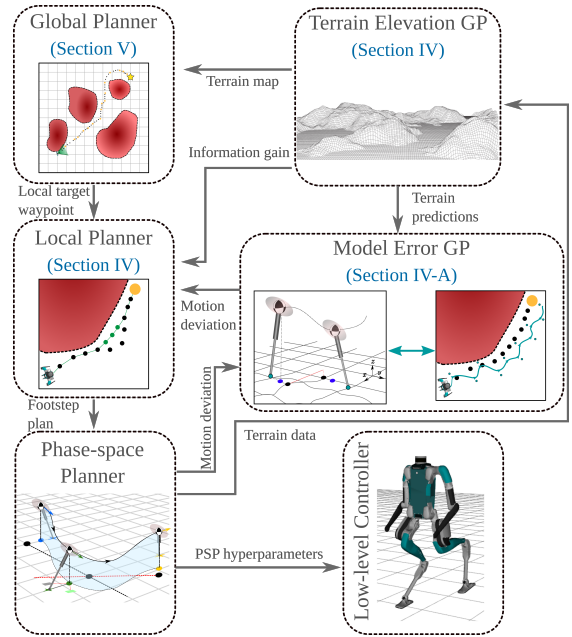 Global Planner
(Section V)
Terrain Elevation GP
(Section IV)
Terrain map
Information gain
Local target
waypoint
Terrain
predictions
Local Planner
(Section IV)
Model Error GP
(Section IV-A)
Motion
deviation
Footstep
plan
Motion deviation
Terrain data
Phase-space
Planner
PSP hyperparameters
Low-level Controller